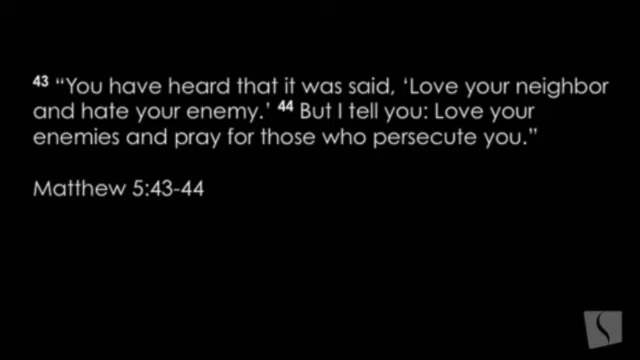 43 “You have heard that it was said, ‘Love your neighbor
and hate your enemy.’ 44 But I tell you: Love your
enemies and pray for those who persecute you.”
Matthew 5:43-44